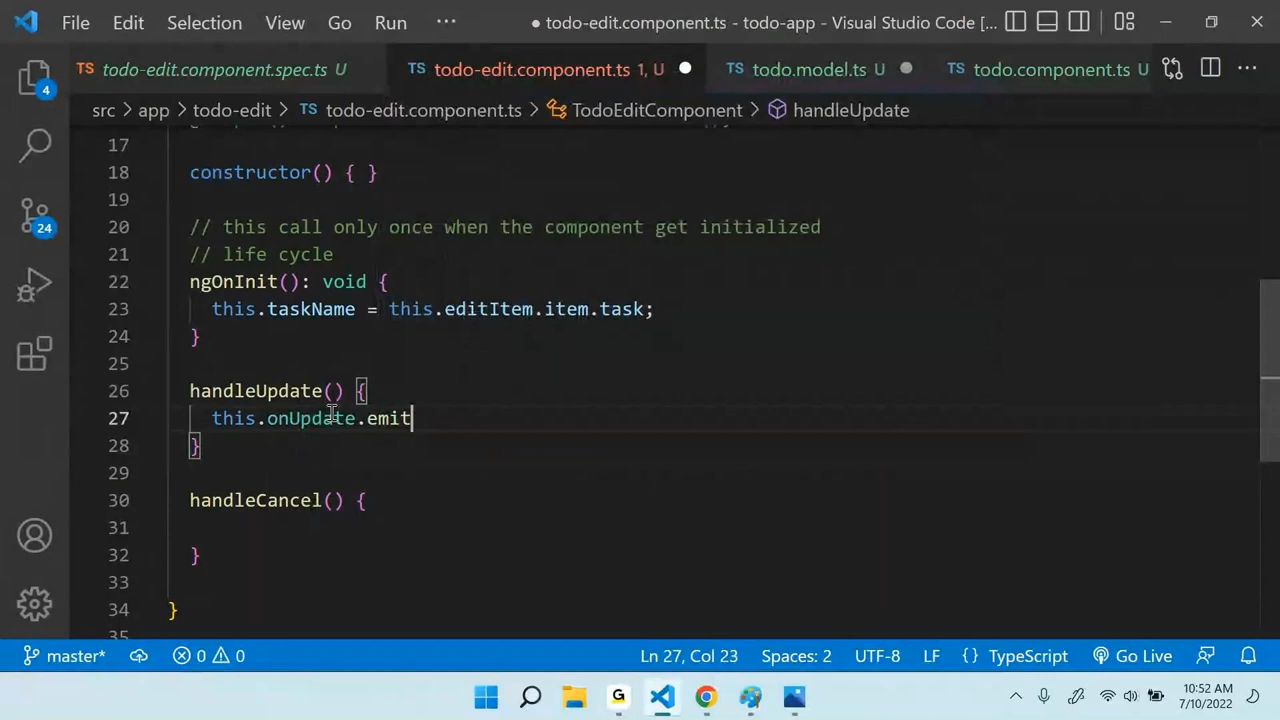 File Edit Selection View Go Run ··· ● todo-edit.component.ts - todo-app - Visual Studio Code [...
TS todo-edit.component.spec.ts U TS todo-edit.component.ts 1, U TS todo.model.ts U TS todo.component.ts U
src > app > todo-edit > TS todo-edit.component.ts > TodoEditComponent > handleUpdate
17
18 constructor() { }
19
20 // this call only once when the component get initialized
21 // life cycle
22 ngOnInit(): void {
23 this.taskName = this.editItem.item.task;
24 }
25
26 handleUpdate() {
27 this.onUpdate.emit
28 }
29
30 handleCancel() {
31
32 }
33
34 }
35
4
24
master* 0 0 Ln 27, Col 23 Spaces: 2 UTF-8 LF {} TypeScript Go Live
G 10:52 AM
7/10/2022